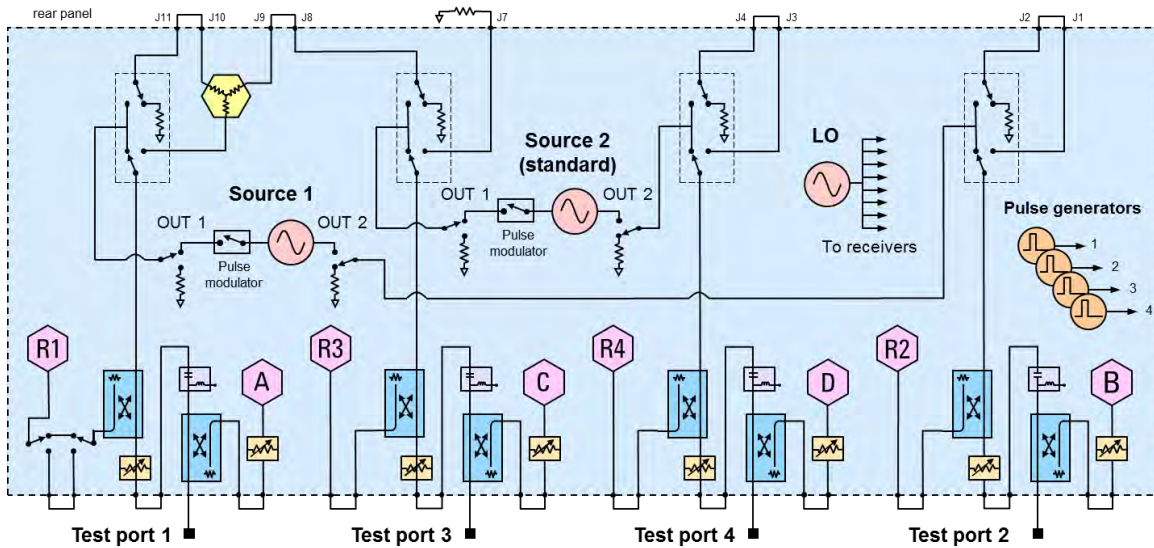 rear panel
J11 J10 J9 J8 J7 J4 J3 J2 J1
Source 2
(standard)
LO
Source 1
OUT 1
OUT 2
OUT 1
OUT 2
Pulse
modulator
Pulse
modulator
To receivers
Pulse generators
1
2
3
4
R1 A R3 C R4 D R2 B
Test port 1 Test port 3 Test port 4 Test port 2